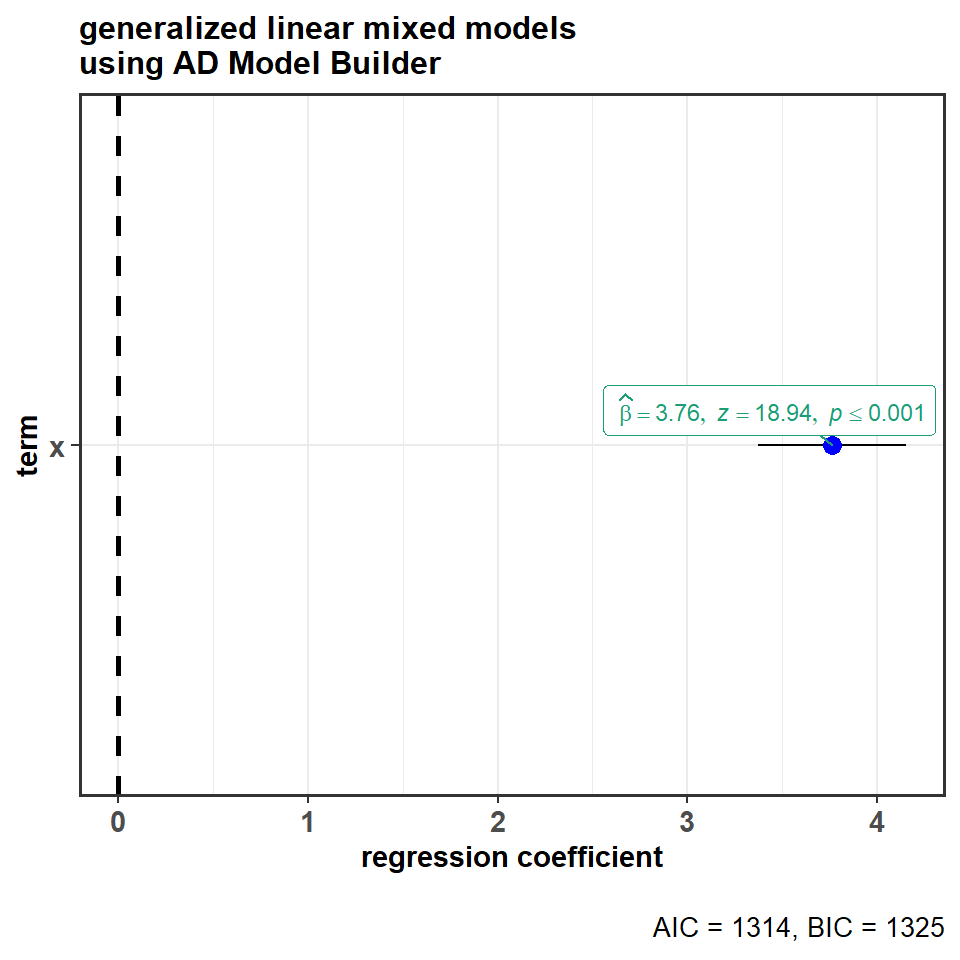 generalized linear mixed models
using AD Model Builder
β̂ = 3.76, z = 18.94, p ≤ 0.001
term
x
0 1 2 3 4
regression coefficient
AIC = 1314, BIC = 1325